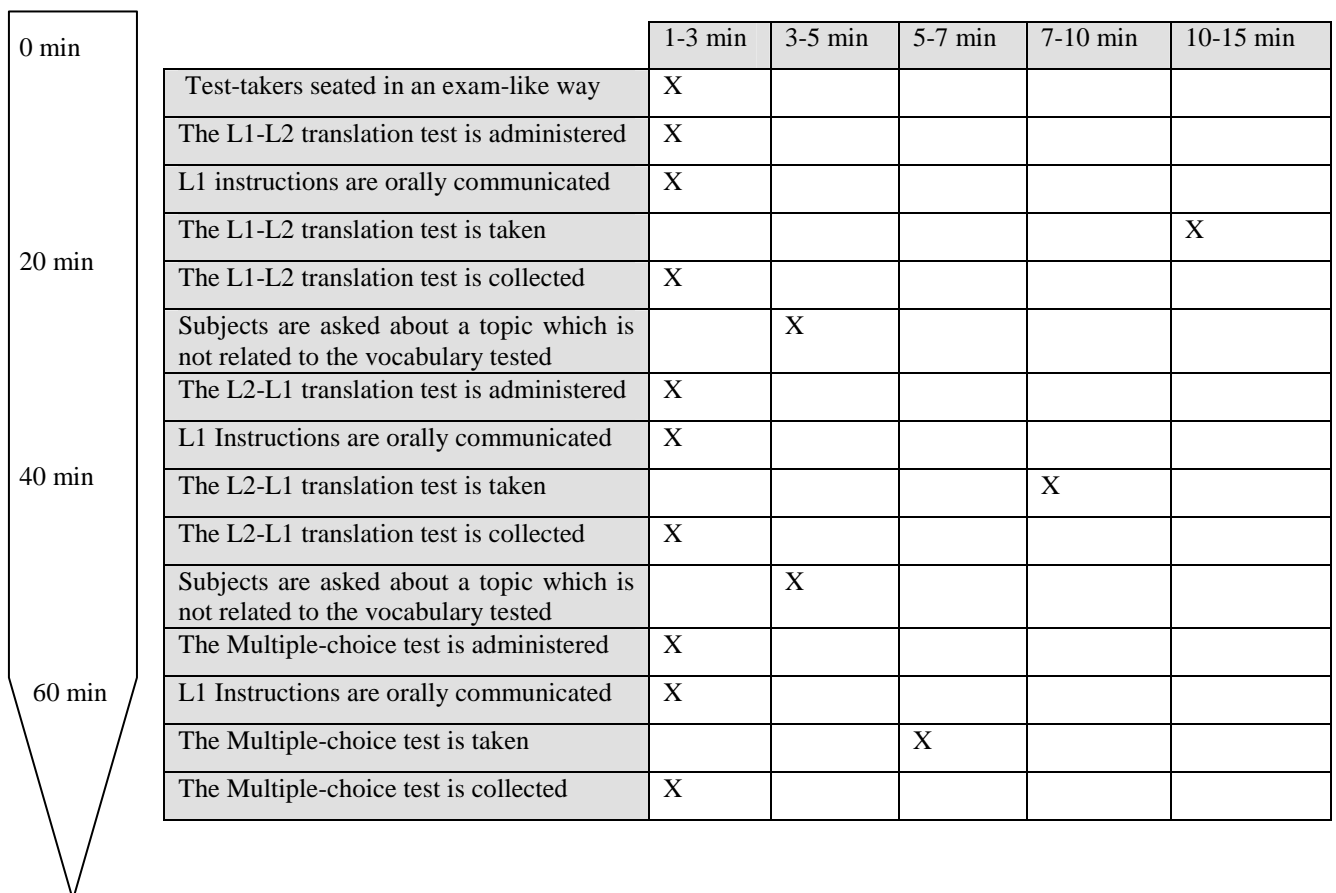 0 min
1-3 min 3-5 min 5-7 min 7-10 min 10-15 min
Test-takers seated in an exam-like way X
The L1-L2 translation test is administered X
L1 instructions are orally communicated X
The L1-L2 translation test is taken X
20 min
The L1-L2 translation test is collected X
Subjects are asked about a topic which is X
not related to the vocabulary tested
The L2-L1 translation test is administered X
L1 Instructions are orally communicated X
40 min
The L2-L1 translation test is taken X
The L2-L1 translation test is collected X
Subjects are asked about a topic which is X
not related to the vocabulary tested
The Multiple-choice test is administered X
60 min
L1 Instructions are orally communicated X
The Multiple-choice test is taken X
The Multiple-choice test is collected X